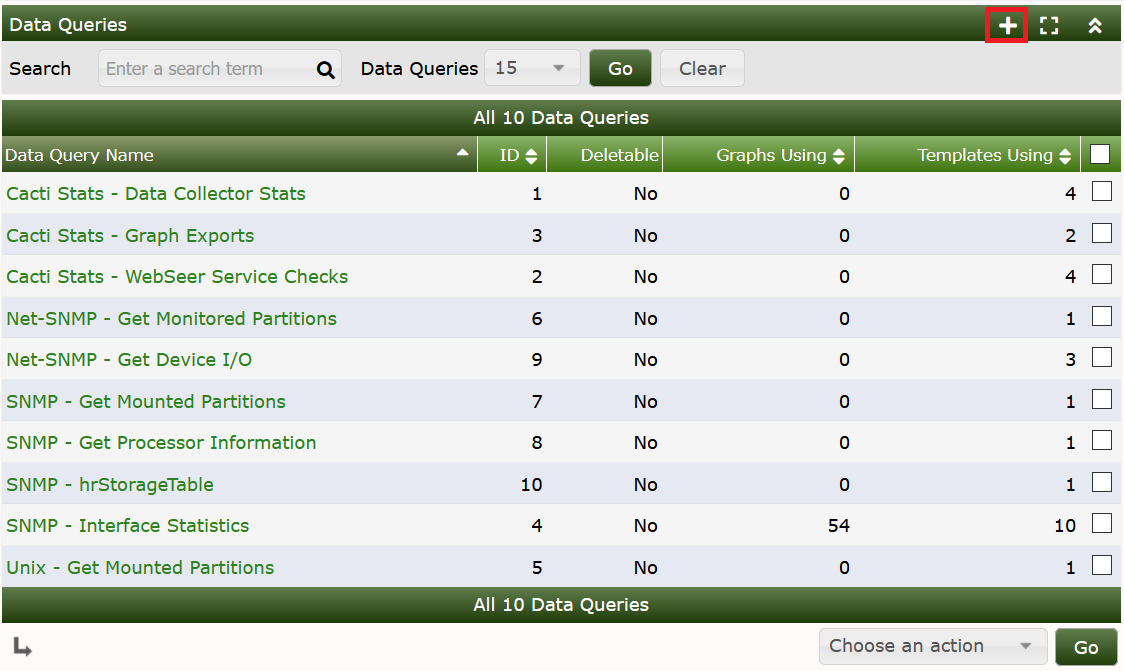 Data Queries
Search Enter a search term Data Queries 15 Go Clear
All 10 Data Queries
Data Query Name ID Deletable Graphs Using Templates Using
Cacti Stats - Data Collector Stats 1 No 0 4
Cacti Stats - Graph Exports 3 No 0 2
Cacti Stats - WebSeer Service Checks 2 No 0 4
Net-SNMP - Get Monitored Partitions 6 No 0 1
Net-SNMP - Get Device I/O 9 No 0 3
SNMP - Get Mounted Partitions 7 No 0 1
SNMP - Get Processor Information 8 No 0 1
SNMP - hrStorageTable 10 No 0 1
SNMP - Interface Statistics 4 No 54 10
Unix - Get Mounted Partitions 5 No 0 1
All 10 Data Queries
Choose an action Go